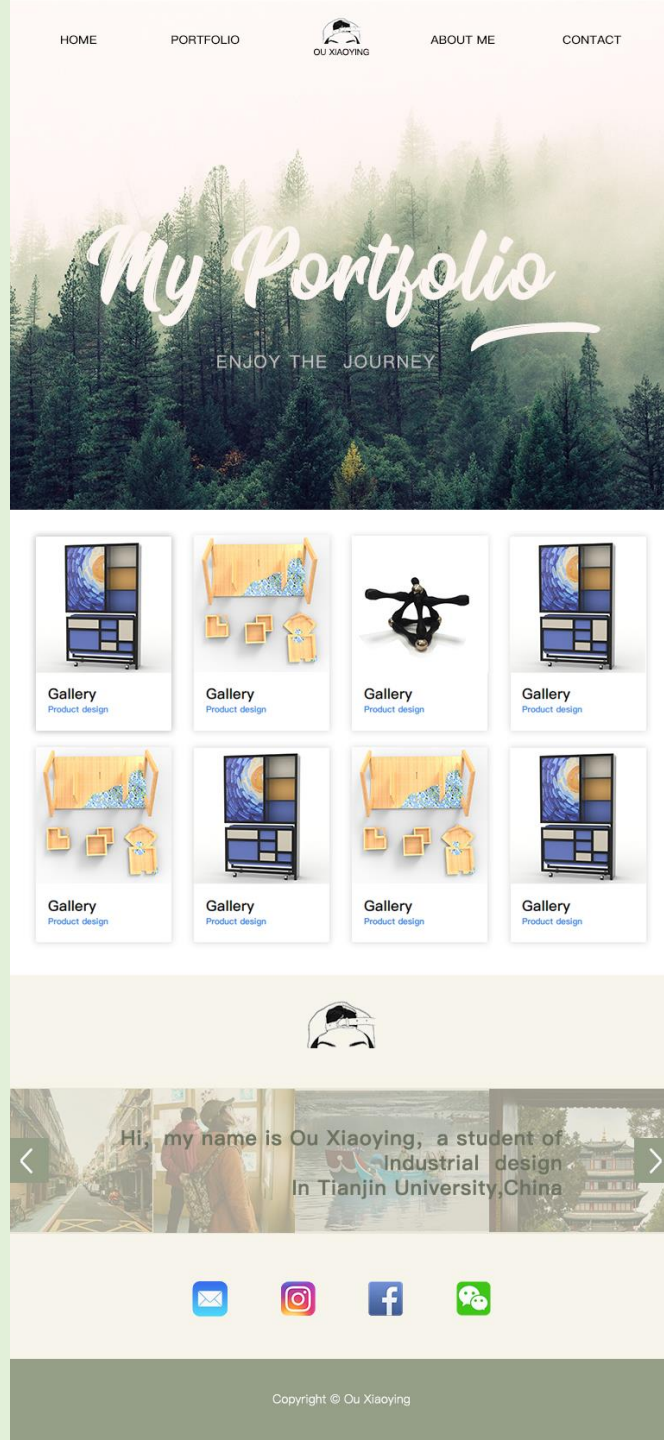 HOME PORTFOLIO OU XIAOYING ABOUT ME CONTACT
My Portfolio
ENJOY THE JOURNEY
Gallery Gallery Gallery Gallery
Product design Product design Product design Product design
Gallery Gallery Gallery Gallery
Product design Product design Product design Product design
Hi, my name is Ou Xiaoying, a student of
Industrial design
In Tianjin University,China
Copyright © Ou Xiaoying